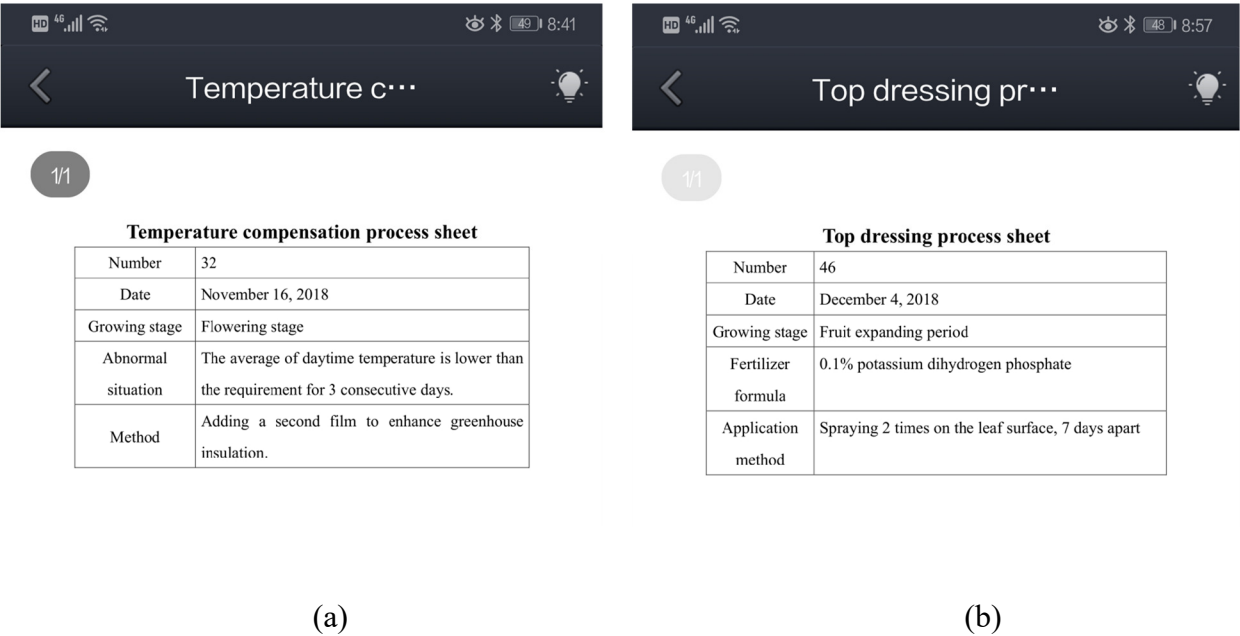 HD 46 49 8:41
Temperature c···
1/1
Temperature compensation process sheet
Number 32
Date November 16, 2018
Growing stage Flowering stage
Abnormal situation The average of daytime temperature is lower than
the requirement for 3 consecutive days.
Method Adding a second film to enhance greenhouse
insulation.
(a)
HD 46 48 8:57
Top dressing pr···
1/1
Top dressing process sheet
Number 46
Date December 4, 2018
Growing stage Fruit expanding period
Fertilizer formula 0.1% potassium dihydrogen phosphate
Application method Spraying 2 times on the leaf surface, 7 days apart
(b)